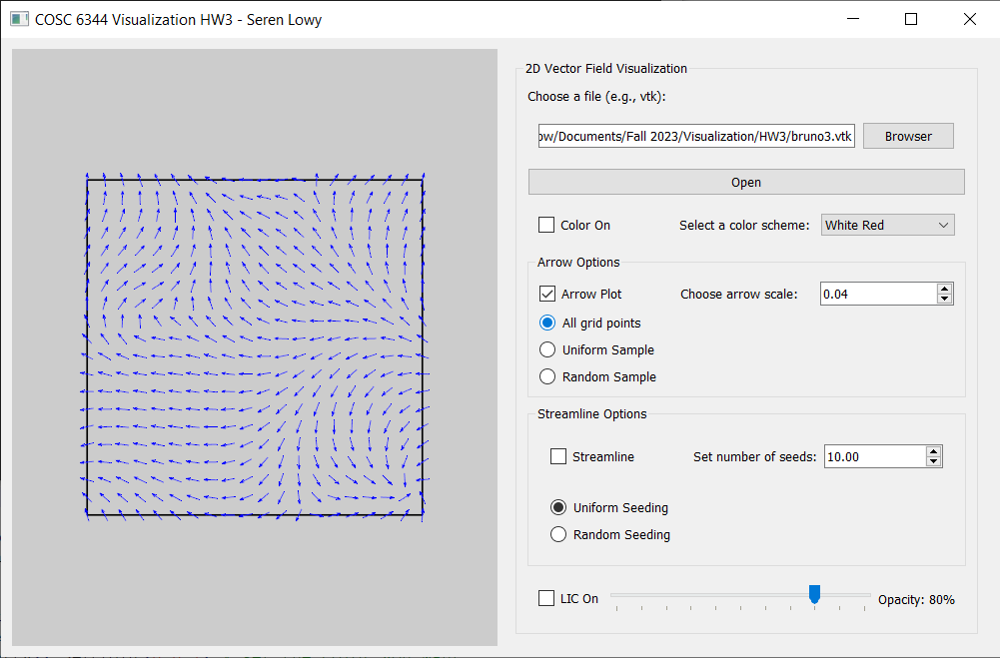 COSC 6344 Visualization HW3 - Seren Lowy
2D Vector Field Visualization
Choose a file (e.g., vtk):
ow/Documents/Fall 2023/Visualization/HW3/bruno3.vtk
Browser
Open
Color On
Select a color scheme:
White Red
Arrow Options
Arrow Plot
Choose arrow scale:
0.04
All grid points
Uniform Sample
Random Sample
Streamline Options
Streamline
Set number of seeds:
10.00
Uniform Seeding
Random Seeding
LIC On
Opacity: 80%